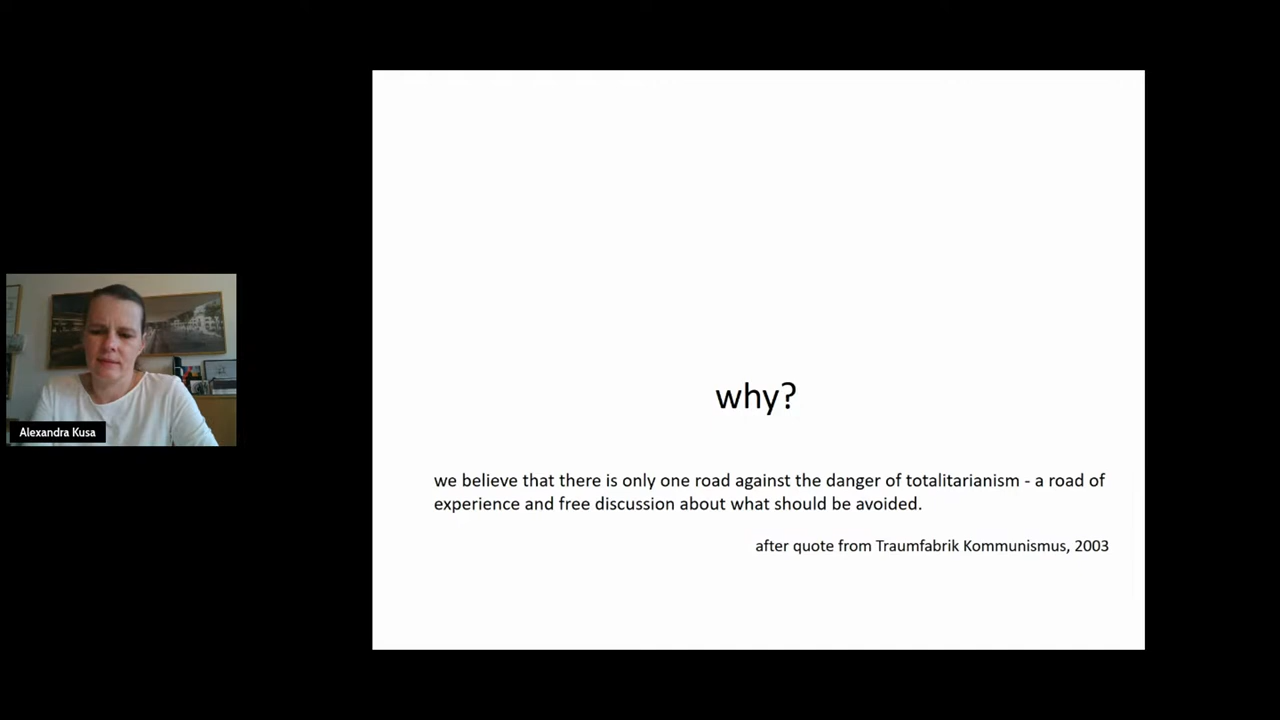 why?
we believe that there is only one road against the danger of totalitarianism - a road of
experience and free discussion about what should be avoided.
after quote from Traumfabrik Kommunismus, 2003
Alexandra Kusa